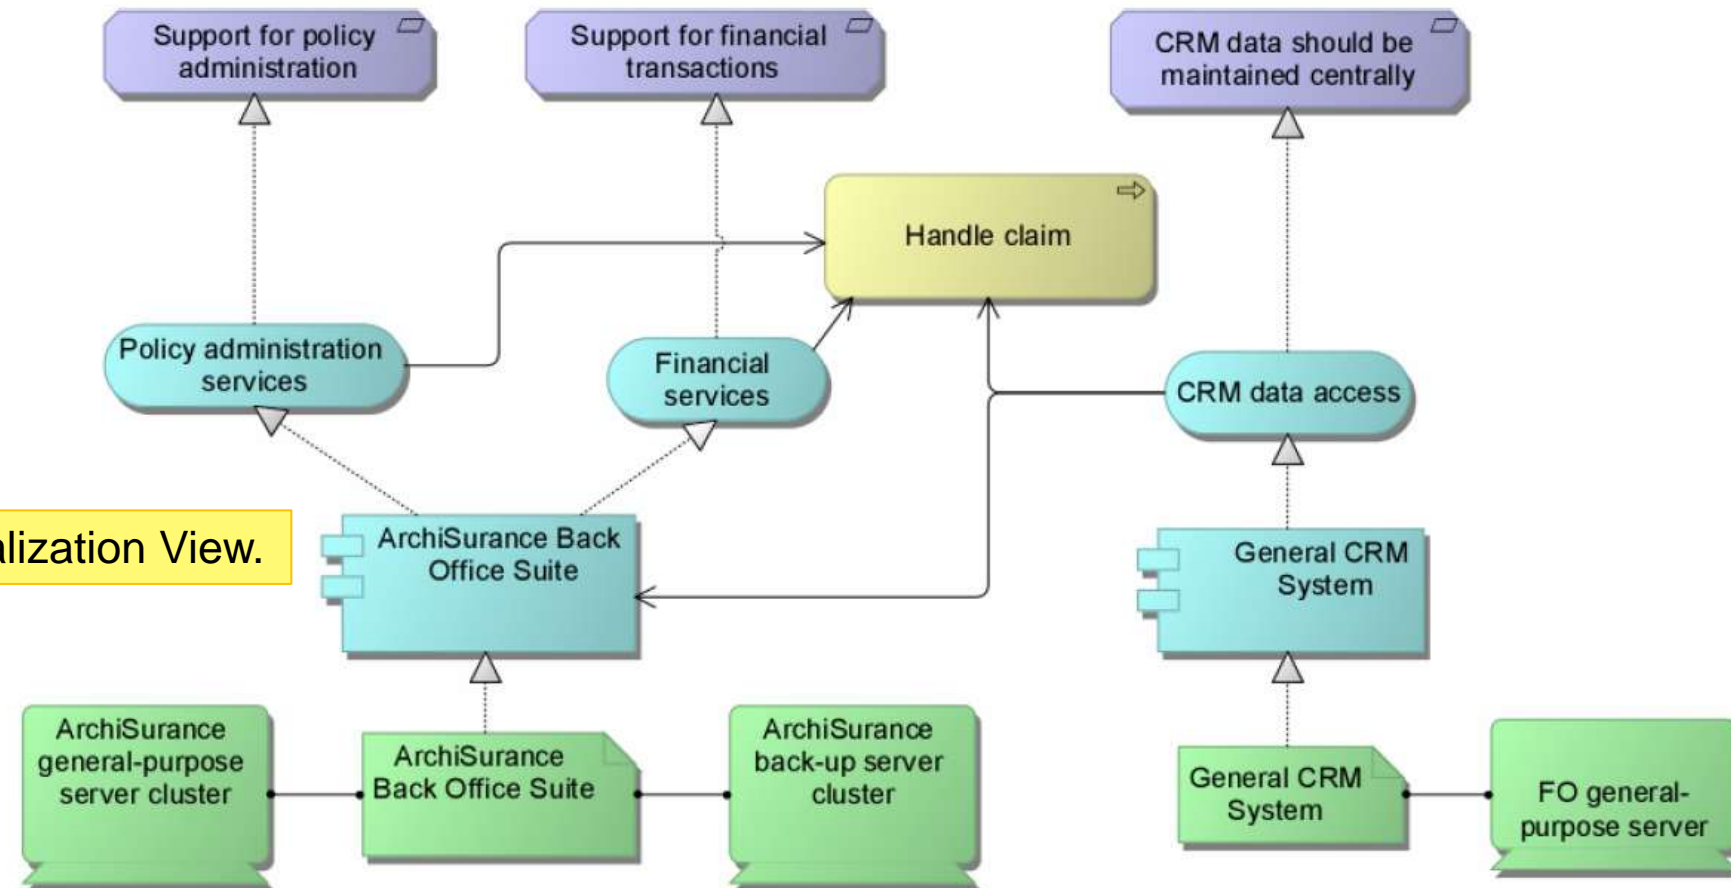 Support for policy
administration
Support for financial
transactions
CRM data should be
maintained centrally
Handle claim
Policy administration
services
Financial
services
CRM data access
alization View.
ArchiSurance Back
Office Suite
General CRM
System
ArchiSurance
general-purpose
server cluster
ArchiSurance
Back Office Suite
ArchiSurance
back-up server
cluster
General CRM
System
FO general-
purpose server